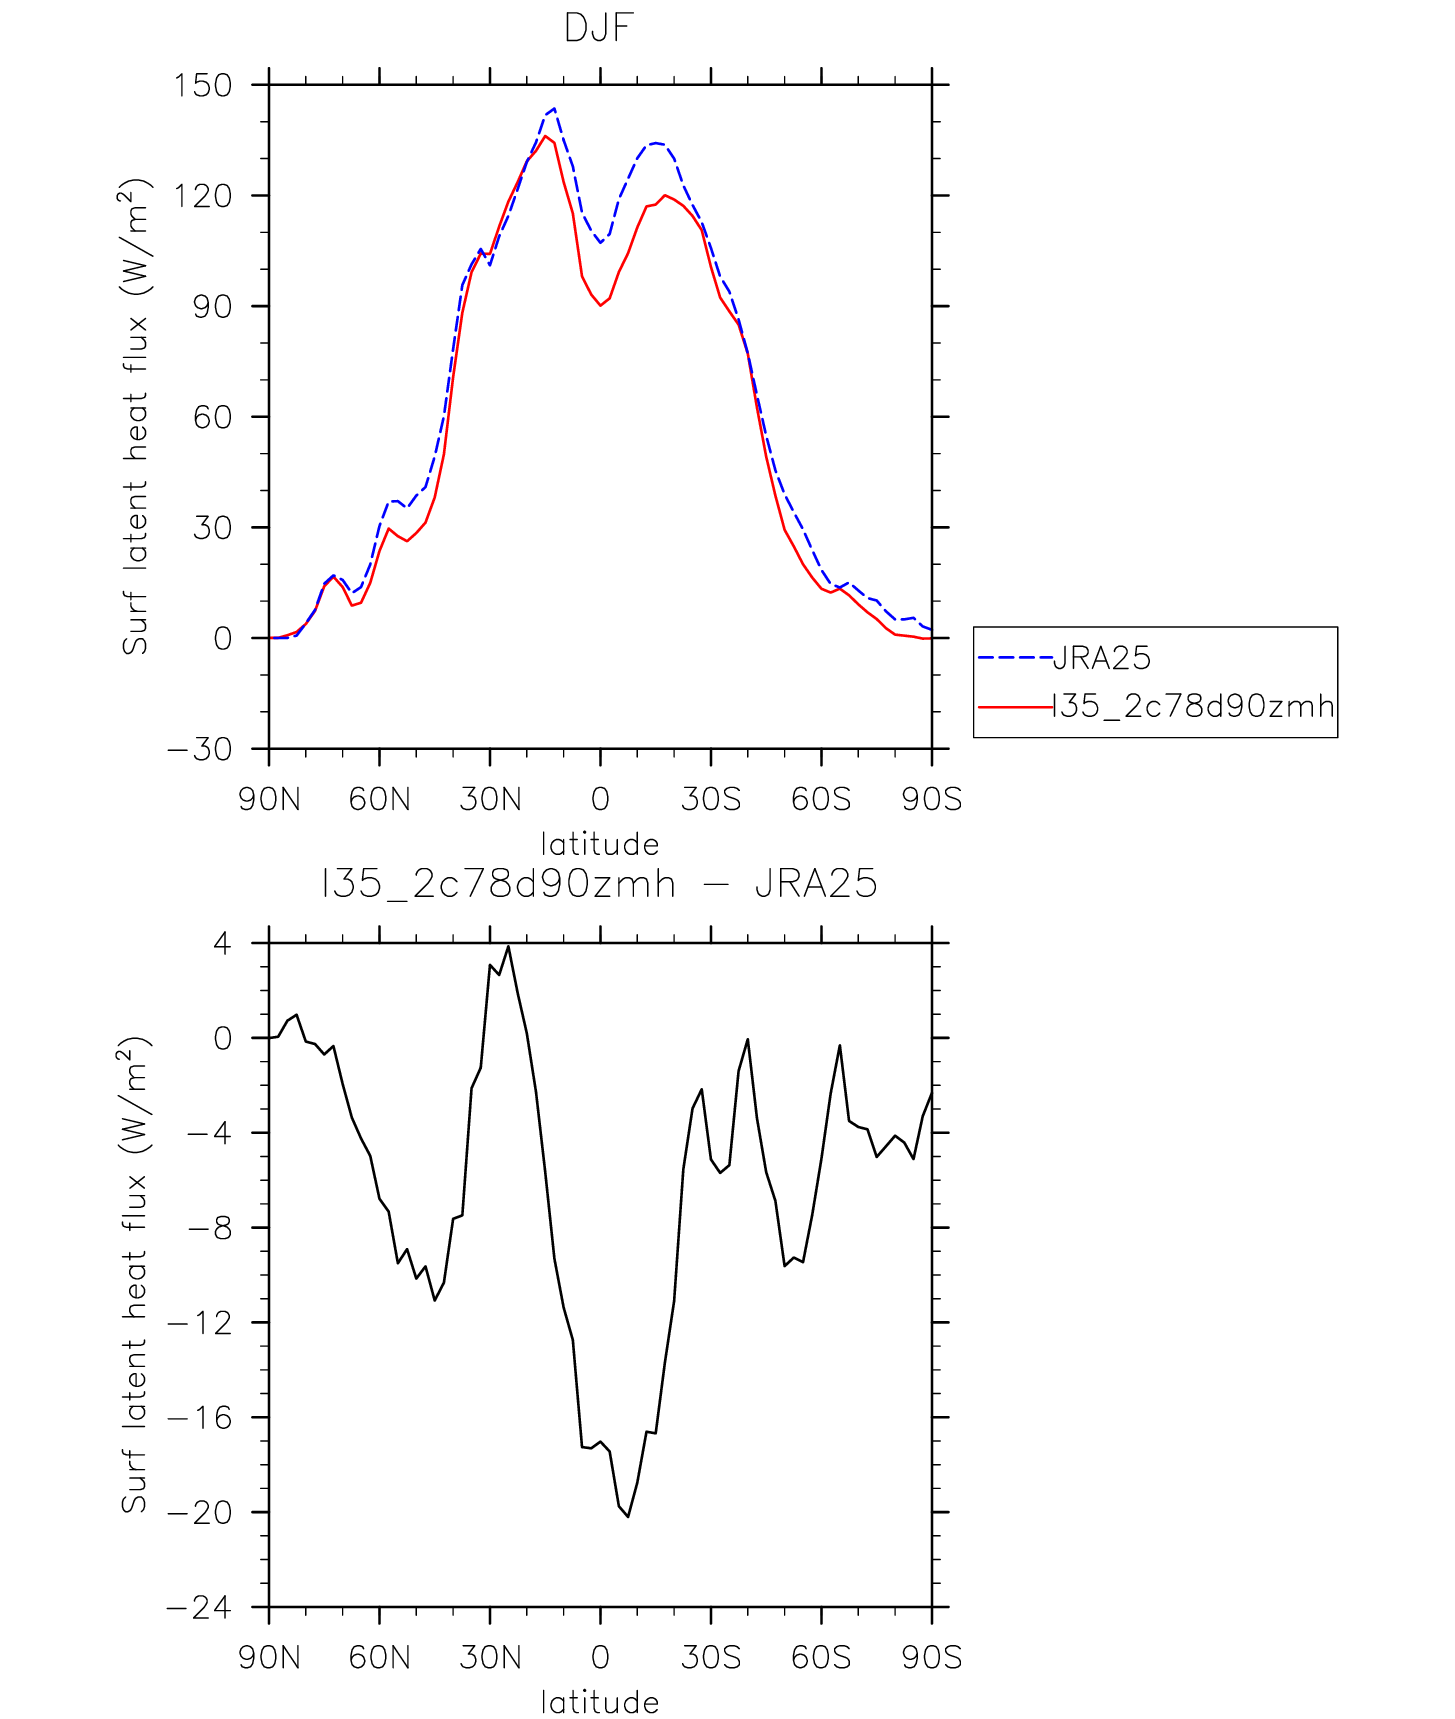 DJF
150
120
90
60
30
0
−30
Surf latent heat flux (W/m²)
90N 60N 30N 0 30S 60S 90S
latitude
JRA25
I35_2c78d90zmh
I35_2c78d90zmh − JRA25
4
0
−4
−8
−12
−16
−20
−24
Surf latent heat flux (W/m²)
90N 60N 30N 0 30S 60S 90S
latitude